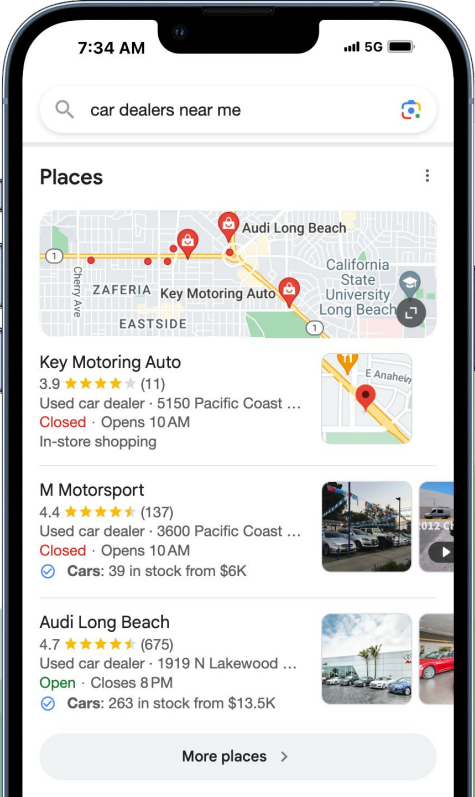 7:34 AM
5G
car dealers near me
Places
Audi Long Beach
1
California
State
University
Long Beach
Cherry Ave
ZAFERIA
Key Motoring Auto
EASTSIDE
1
Key Motoring Auto
3.9 (11)
Used car dealer · 5150 Pacific Coast ...
Closed · Opens 10 AM
In-store shopping
E Anaheim
M Motorsport
4.4 (137)
Used car dealer · 3600 Pacific Coast ...
Closed · Opens 10 AM
Cars: 39 in stock from $6K
2012 Ch
Audi Long Beach
4.7 (675)
Used car dealer · 1919 N Lakewood ...
Open · Closes 8 PM
Cars: 263 in stock from $13.5K
More places